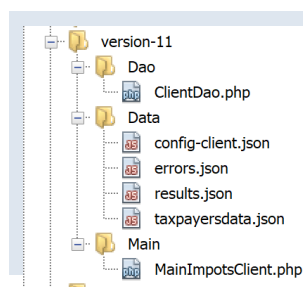 version-11
Dao
ClientDao.php
Data
config-client.json
errors.json
results.json
taxpayersdata.json
Main
MainImpotsClient.php